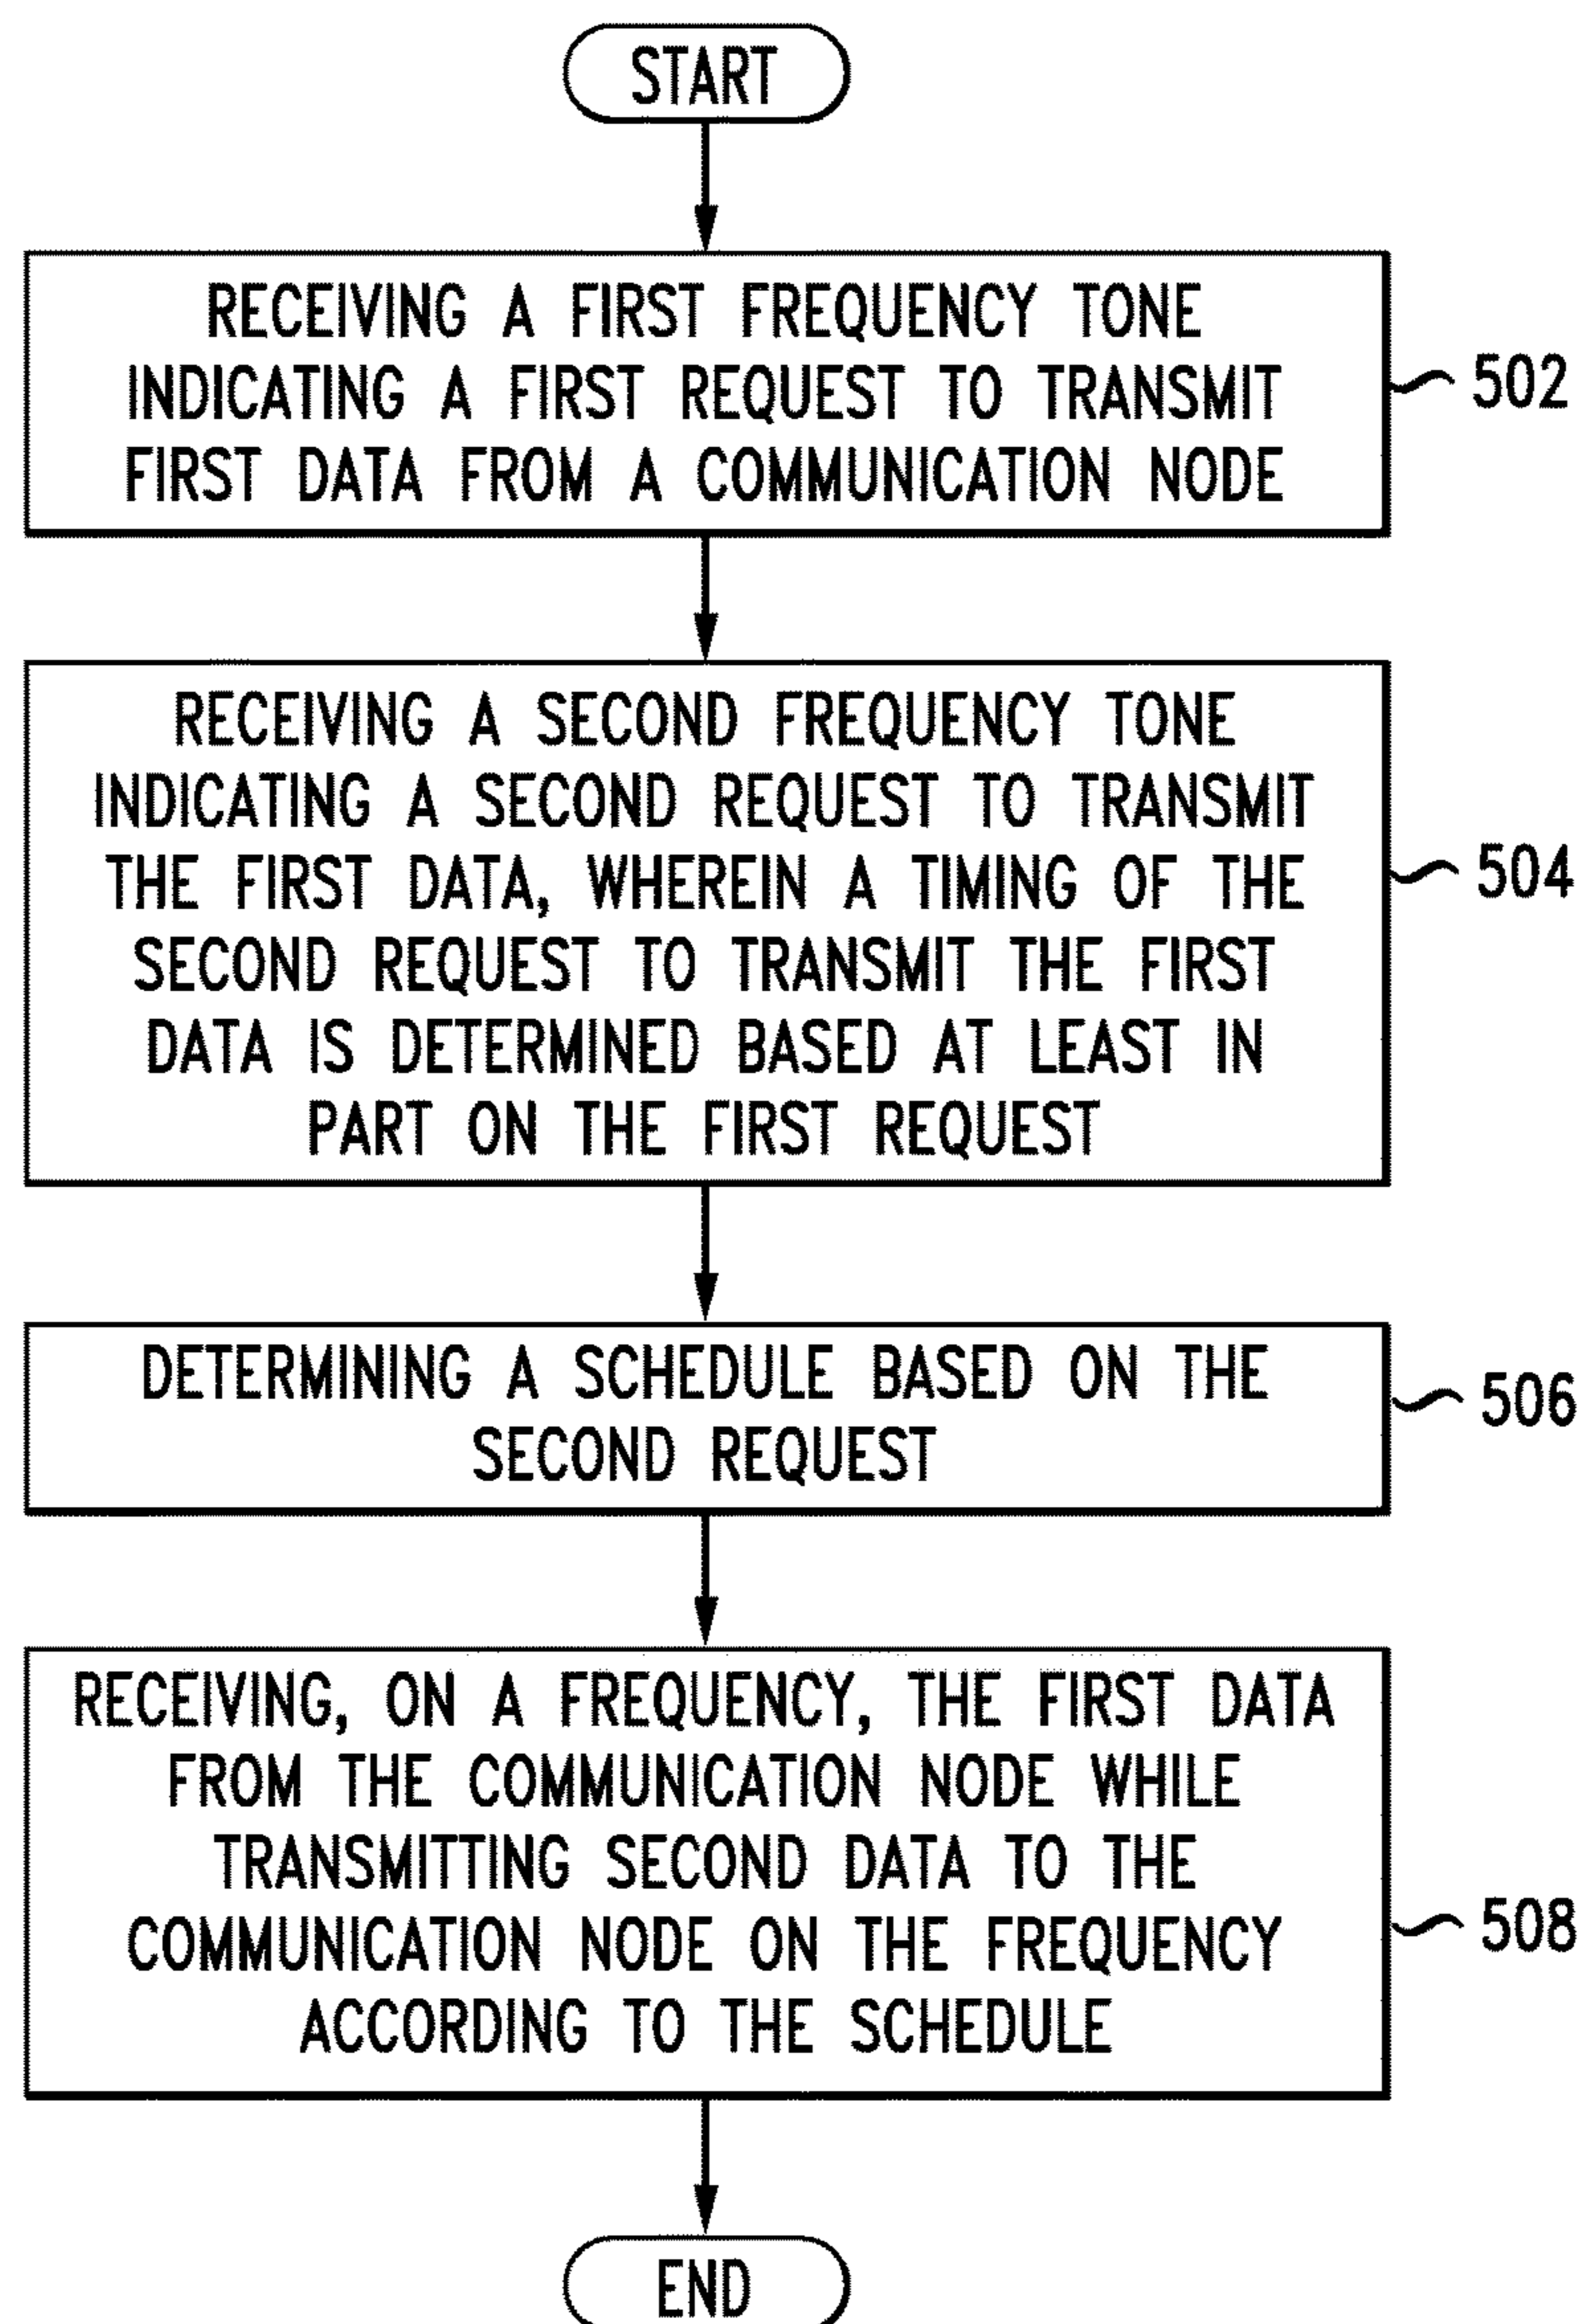 START
RECEIVING A FIRST FREQUENCY TONE
INDICATING A FIRST REQUEST TO TRANSMIT
FIRST DATA FROM A COMMUNICATION NODE
502
RECEIVING A SECOND FREQUENCY TONE
INDICATING A SECOND REQUEST TO TRANSMIT
THE FIRST DATA, WHEREIN A TIMING OF THE
SECOND REQUEST TO TRANSMIT THE FIRST
DATA IS DETERMINED BASED AT LEAST IN
PART ON THE FIRST REQUEST
504
DETERMINING A SCHEDULE BASED ON THE
SECOND REQUEST
506
RECEIVING, ON A FREQUENCY, THE FIRST DATA
FROM THE COMMUNICATION NODE WHILE
TRANSMITTING SECOND DATA TO THE
COMMUNICATION NODE ON THE FREQUENCY
ACCORDING TO THE SCHEDULE
508
END